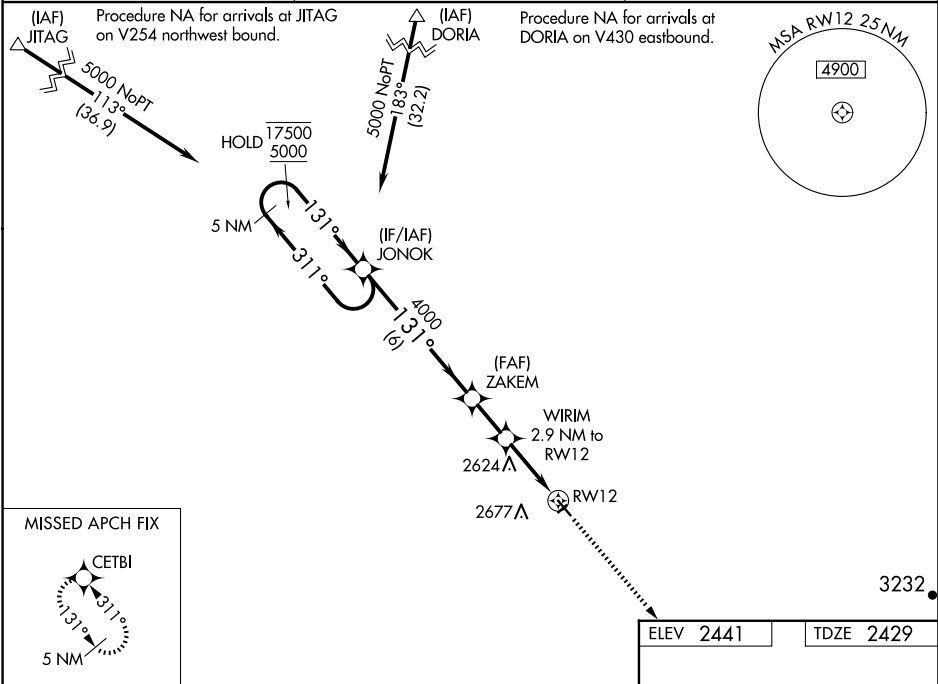 (IAF)
JITAG
Procedure NA for arrivals at JITAG
on V254 northwest bound.
(IAF)
DORIA
Procedure NA for arrivals at
DORIA on V430 eastbound.
MSA RW12 25 NM
4900
5000 NoPT
113°
(36.9)
5000 NoPT
183°
(32.2)
HOLD
17500
5000
5 NM
131°
311°
(IF/IAF)
JONOK
4000
131°
(6)
(FAF)
ZAKEM
WIRIM
2.9 NM to
RW12
2624
2677
RW12
MISSED APCH FIX
CETBI
131°
311°
5 NM
3232
ELEV 2441
TDZE 2429